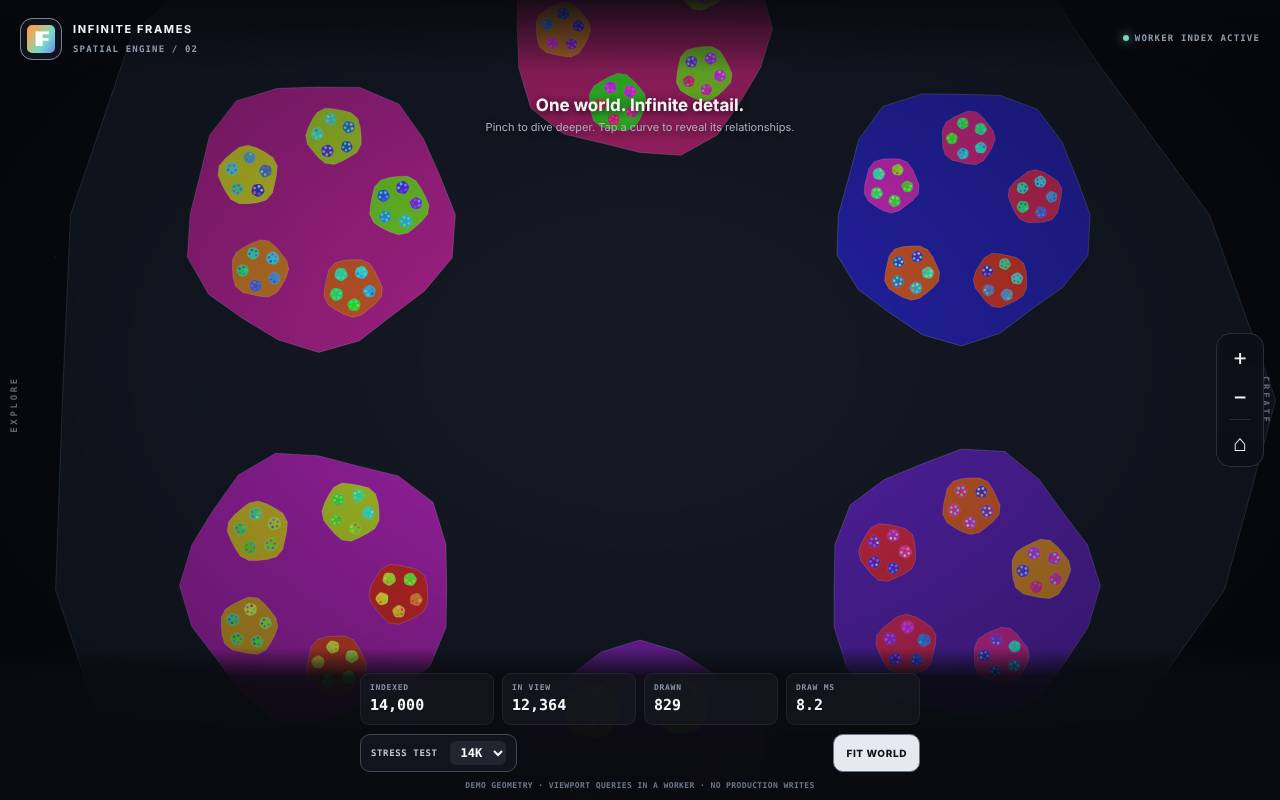 F
INFINITE FRAMES
SPATIAL ENGINE / 02
WORKER INDEX ACTIVE
One world. Infinite detail.
Pinch to dive deeper. Tap a curve to reveal its relationships.
EXPLORE
CREATE
+
−
INDEXED
14,000
IN VIEW
12,364
DRAWN
829
DRAW MS
8.2
STRESS TEST
14K
FIT WORLD
DEMO GEOMETRY · VIEWPORT QUERIES IN A WORKER · NO PRODUCTION WRITES